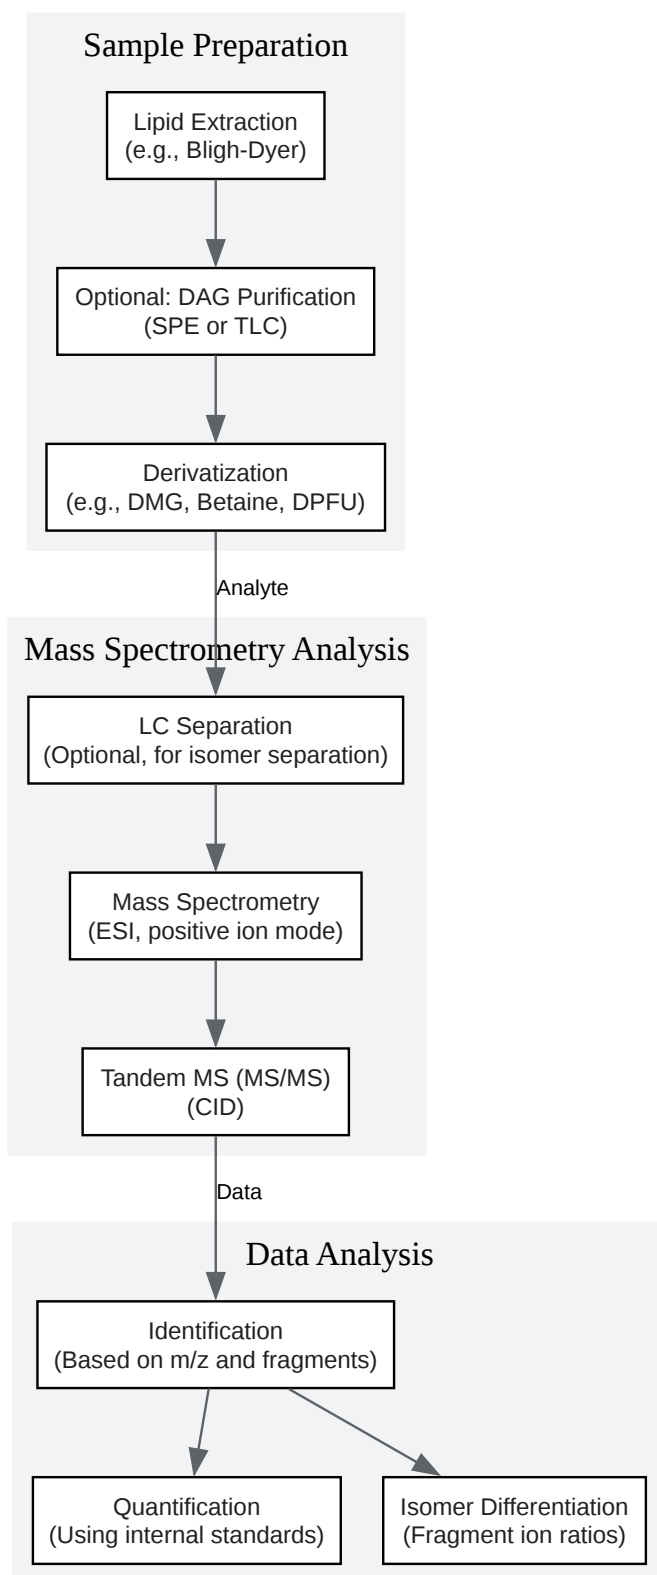 Sample Preparation
Lipid Extraction
(e.g., Bligh-Dyer)
Optional: DAG Purification
(SPE or TLC)
Derivatization
(e.g., DMG, Betaine, DPFU)
Analyte
Mass Spectrometry Analysis
LC Separation
(Optional, for isomer separation)
Mass Spectrometry
(ESI, positive ion mode)
Tandem MS (MS/MS)
(CID)
Data
Data Analysis
Identification
(Based on m/z and fragments)
Quantification
(Using internal standards)
Isomer Differentiation
(Fragment ion ratios)